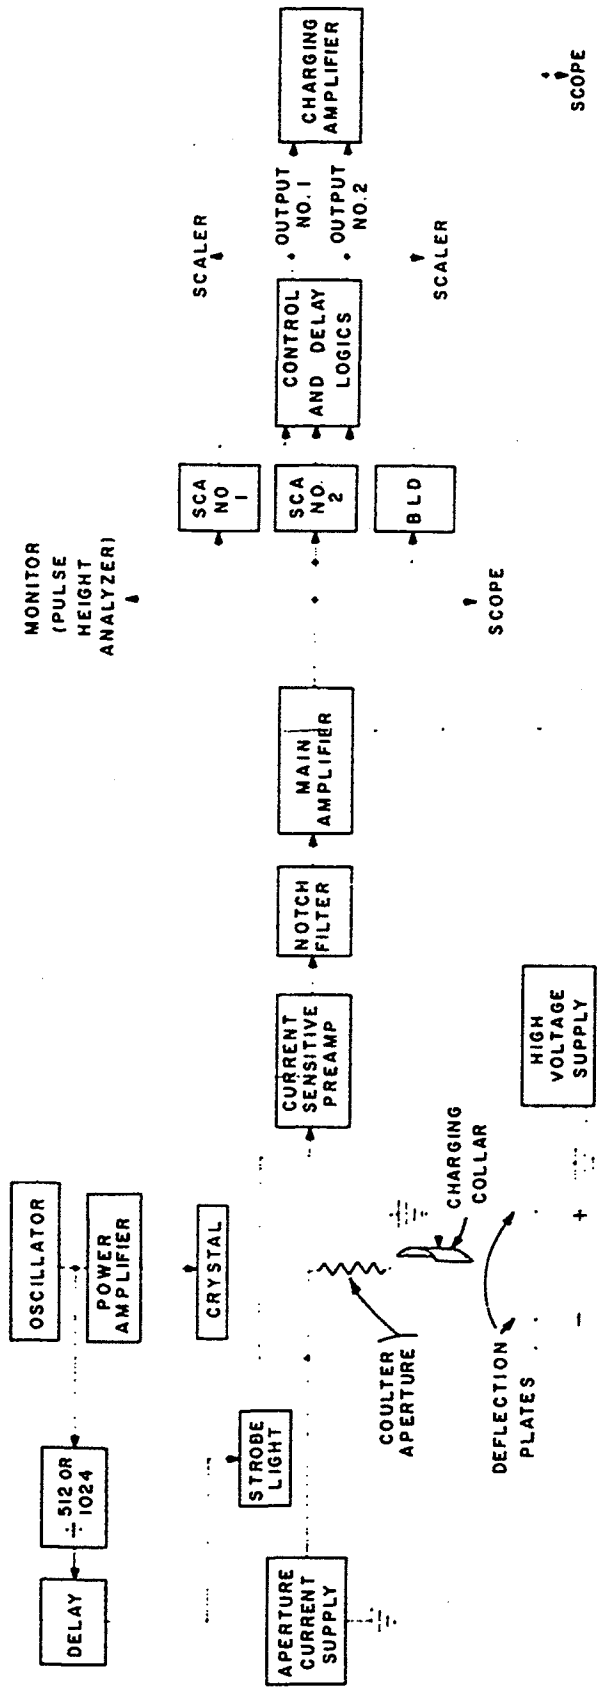 OSCILLATOR
POWER
AMPLIFIER
÷ 512 OR
1024
DELAY
CRYSTAL
STROBE
LIGHT
APERTURE
CURRENT
SUPPLY
COULTER
APERTURE
DEFLECTION
PLATES
CHARGING
COLLAR
- +
HIGH
VOLTAGE
SUPPLY
CURRENT
SENSITIVE
PREAMP
NOTCH
FILTER
MAIN
AMPLIFIER
MONITOR
(PULSE
HEIGHT
ANALYZER)
SCOPE
SCA
NO
1
SCA
NO.
2
BLD
CONTROL
AND DELAY
LOGICS
SCALER
OUTPUT
NO. 1
OUTPUT
NO. 2
SCALER
CHARGING
AMPLIFIER
SCOPE